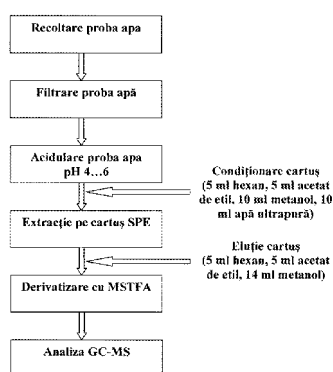 Recoltare proba apa
Filtrare proba apă
Acidulare proba apa
pH 4…6
Condiționare cartuș
(5 ml hexan, 5 ml acetat
de etil, 10 ml metanol, 10
ml apă ultrapură)
Extracție pe cartuș SPE
Eluție cartuș
(5 ml hexan, 5 ml acetat
de etil, 14 ml metanol)
Derivatizare cu MSTFA
Analiza GC-MS